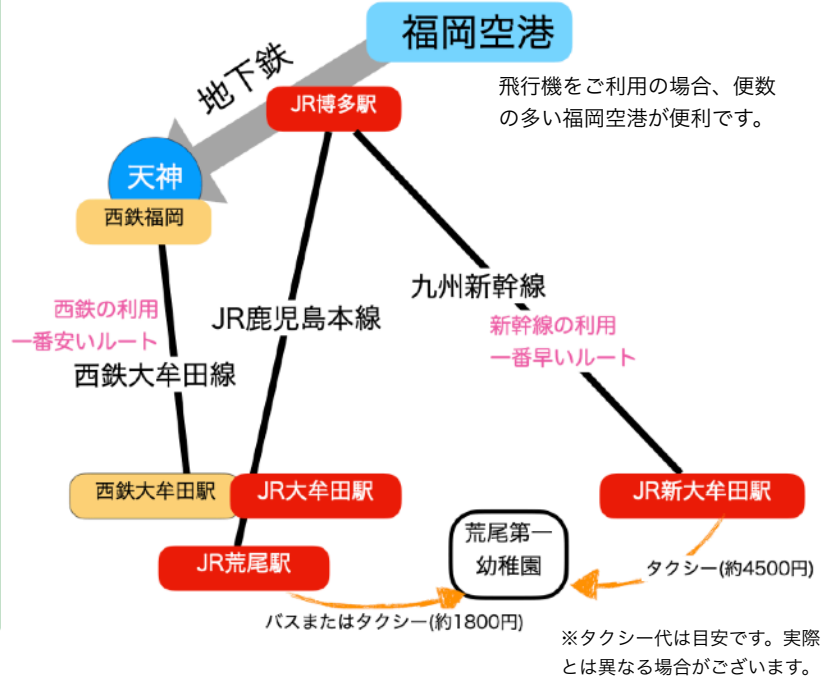 福岡空港
地下鉄
飛行機をご利用の場合、便数
の多い福岡空港が便利です。
JR博多駅
天神
西鉄福岡
九州新幹線
西鉄の利用
一番安いルート
JR鹿児島本線
新幹線の利用
一番早いルート
西鉄大牟田線
西鉄大牟田駅
JR大牟田駅
JR新大牟田駅
荒尾第一
幼稚園
JR荒尾駅
タクシー(約4500円)
バスまたはタクシー(約1800円)
※タクシー代は目安です。実際
とは異なる場合がございます。